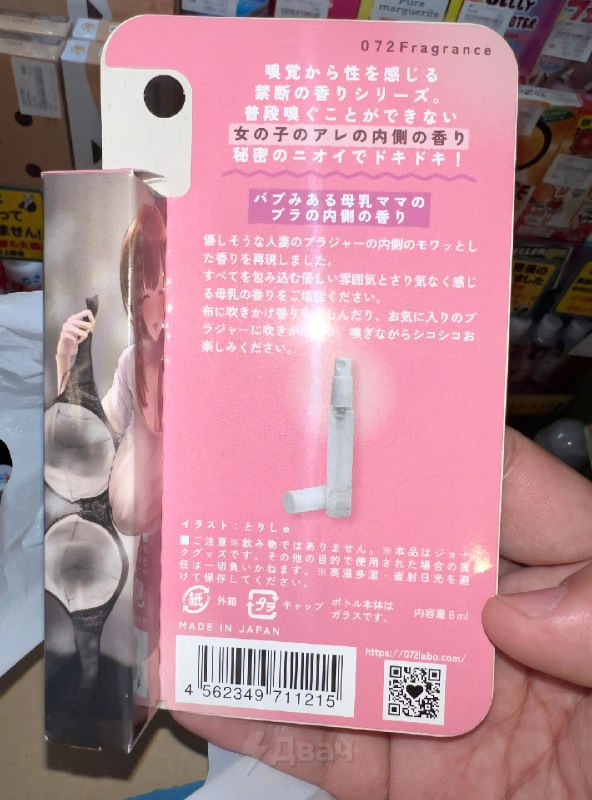 072Fragrance
嗅覚から性を感じる
禁断の香りシリーズ。
普段嗅ぐことができない
女の子のアレの内側の香り
秘密のニオイでドキドキ!
バブみある母乳ママの
ブラの内側の香り
優しそうな人妻のブラジャーの内側のモワッとし
た香りを再現しました。
すべてを包み込む優しい雰囲気とさり気なく感じ
る母乳の香りをご堪能ください。
布に吹きかけ香り しんだり、お気に入りのブ
ラジャーに吹きか 、嗅ぎながらシコシコお
楽しみください。
イラスト:とりしゅ
■ご注意※飲み物ではありません。※本品はジョー
クグッズです。その他の目的で使用された場合の責
任は一切負いかねます。※高温多湿・直射日光を避
けて保存してください。
紙 外箱 プラ キャップ ボトル本体は
ガラスです。 内容量8ml
MADE IN JAPAN
https://072labo.com/
4 562349 711215
Двач
Pure
marguerite
JELLY